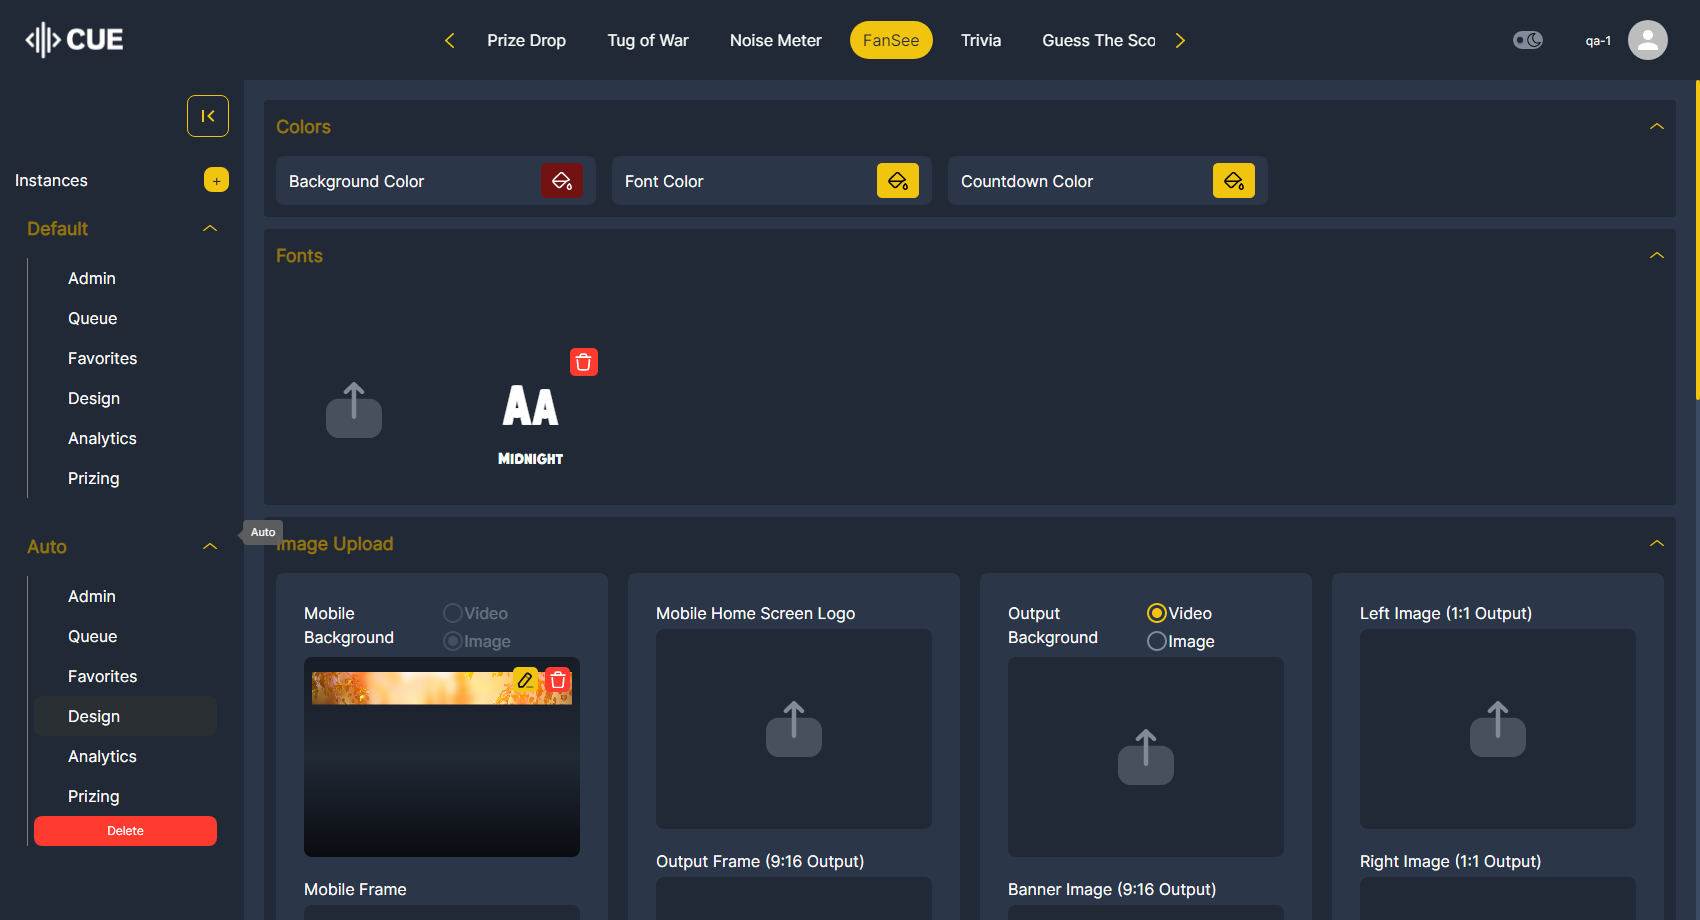 CUE
Prize Drop
Tug of War
Noise Meter
FanSee
Trivia
Guess The Sco
qa-1
Instances
+
Default
Admin
Queue
Favorites
Design
Analytics
Prizing
Auto
Admin
Queue
Favorites
Design
Analytics
Prizing
Delete
Auto
Colors
Background Color
Font Color
Countdown Color
Fonts
AA
MIDNIGHT
Image Upload
Mobile
Background
Video
Image
Mobile Frame
Mobile Home Screen Logo
Output Frame (9:16 Output)
Output
Background
Video
Image
Banner Image (9:16 Output)
Left Image (1:1 Output)
Right Image (1:1 Output)